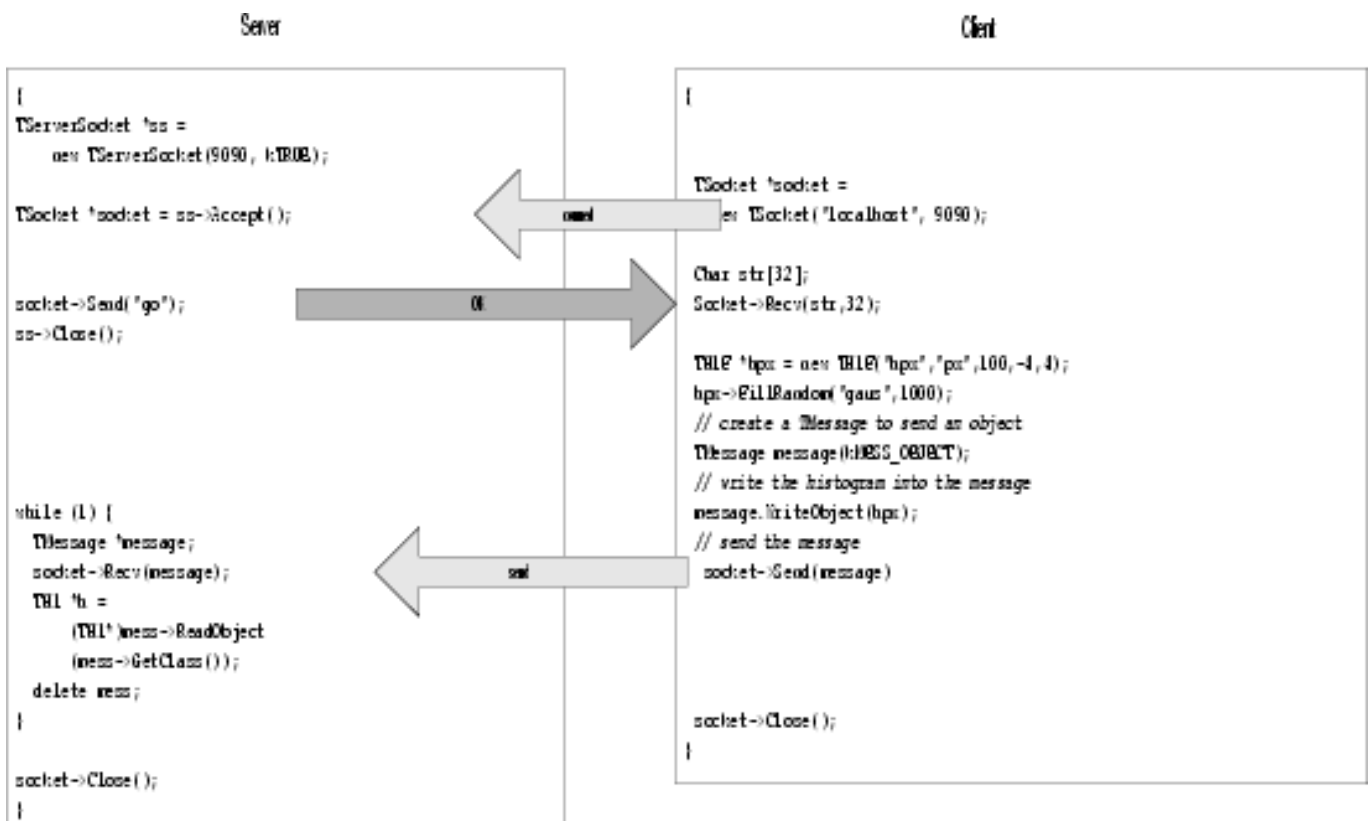 Server
{
TServerSocket *ss =
new TServerSocket(9090, kTRUE);
TSocket *socket = ss->Accept();
socket->Send("go");
ss->Close();
while (1) {
TMessage *message;
socket->Recv(message);
TH1 *h =
(TH1*)mess->ReadObject
(mess->GetClass());
delete mess;
}
socket->Close();
}
connect
OK
send
Client
{
TSocket *socket =
new TSocket("localhost", 9090);
Char str[32];
Socket->Recv(str,32);
TH1F *hpx = new TH1F("hpx","px",100,-4,4);
hpx->FillRandom("gaus",1000);
// create a TMessage to send an object
TMessage message(kMESS_OBJECT);
// write the histogram into the message
message.WriteObject(hpx);
// send the message
socket->Send(message)
socket->Close();
}